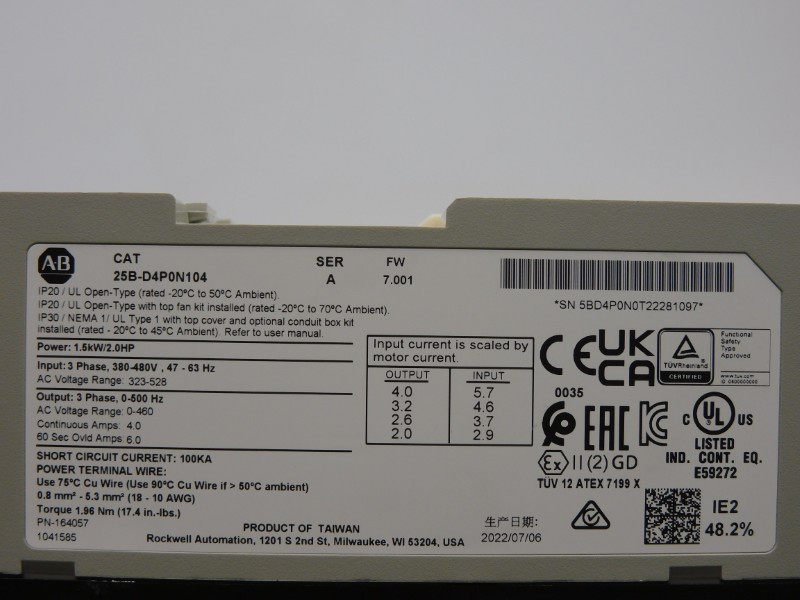 AB
CAT SER FW
25B-D4P0N104 A 7.001
IP20 / UL Open-Type (rated -20°C to 50°C Ambient).
IP20 / UL Open-Type with top fan kit installed (rated -20°C to 70°C Ambient).
IP30 / NEMA 1/ UL Type 1 with top cover and optional conduit box kit
installed (rated - 20°C to 45°C Ambient). Refer to user manual.
*SN 5BD4P0N0T22281097*
Power: 1.5kW/2.0HP
Input: 3 Phase, 380-480V , 47 - 63 Hz
AC Voltage Range: 323-528
Output: 3 Phase, 0-500 Hz
AC Voltage Range: 0-460
Continuous Amps: 4.0
60 Sec Ovld Amps: 6.0
SHORT CIRCUIT CURRENT: 100KA
POWER TERMINAL WIRE:
Use 75°C Cu Wire (Use 90°C Cu Wire if > 50°C ambient)
0.8 mm² - 5.3 mm² (18 - 10 AWG)
Torque 1.96 Nm (17.4 in.-lbs).
PN-164057
1041585
Input current is scaled by
motor current.
OUTPUT INPUT
4.0 5.7
3.2 4.6
2.6 3.7
2.0 2.9
CE
0035
UK
CA
TÜVRheinland
CERTIFIED
Functional
Safety
Type
Approved
www.tuv.com
EAC
KC
c UL US
LISTED
IND. CONT. EQ.
E59272
Ex II (2) GD
TÜV 12 ATEX 7199 X
IE2
48.2%
PRODUCT OF TAIWAN
Rockwell Automation, 1201 S 2nd St, Milwaukee, WI 53204, USA
生产日期:
2022/07/06